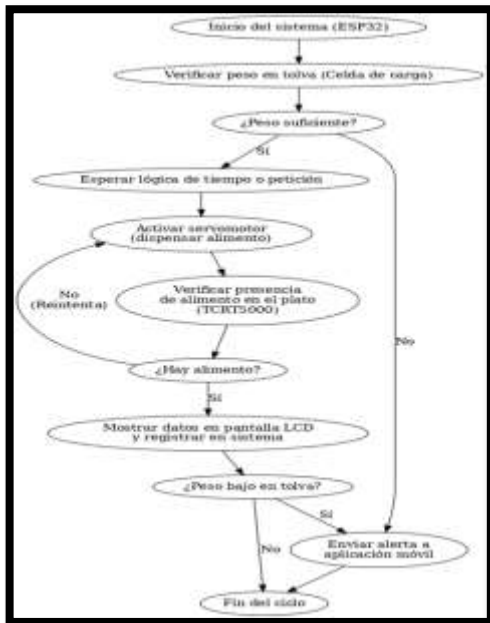 Inicio del sistema (ESP32)
Verificar peso en tolva (Celda de carga)
¿Peso suficiente?
Sí
Esperar lógica de tiempo o petición
Activar servomotor
(dispensar alimento)
No
(Reintenta)
Verificar presencia
de alimento en el plato
(TCRT5000)
No
¿Hay alimento?
Sí
Mostrar datos en pantalla LCD
y registrar en sistema
¿Peso bajo en tolva?
Sí
No
Enviar alerta a
aplicación móvil
Fin del ciclo